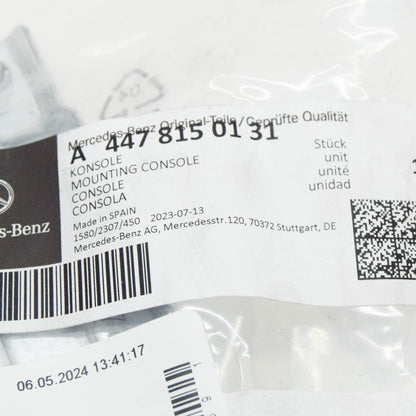 Mercedes-Benz Original-Teile/Geprüfte Qualität
A 447 815 01 31
KONSOLE
MOUNTING CONSOLE
CONSOLE
CONSOLA
Stück
unit
unité
unidad
Made in SPAIN
1580/2307/450 2023-07-13
Mercedes-Benz AG, Mercedesstr.120, 70372 Stuttgart, DE
es-Benz
06.05.2024 13:41:17